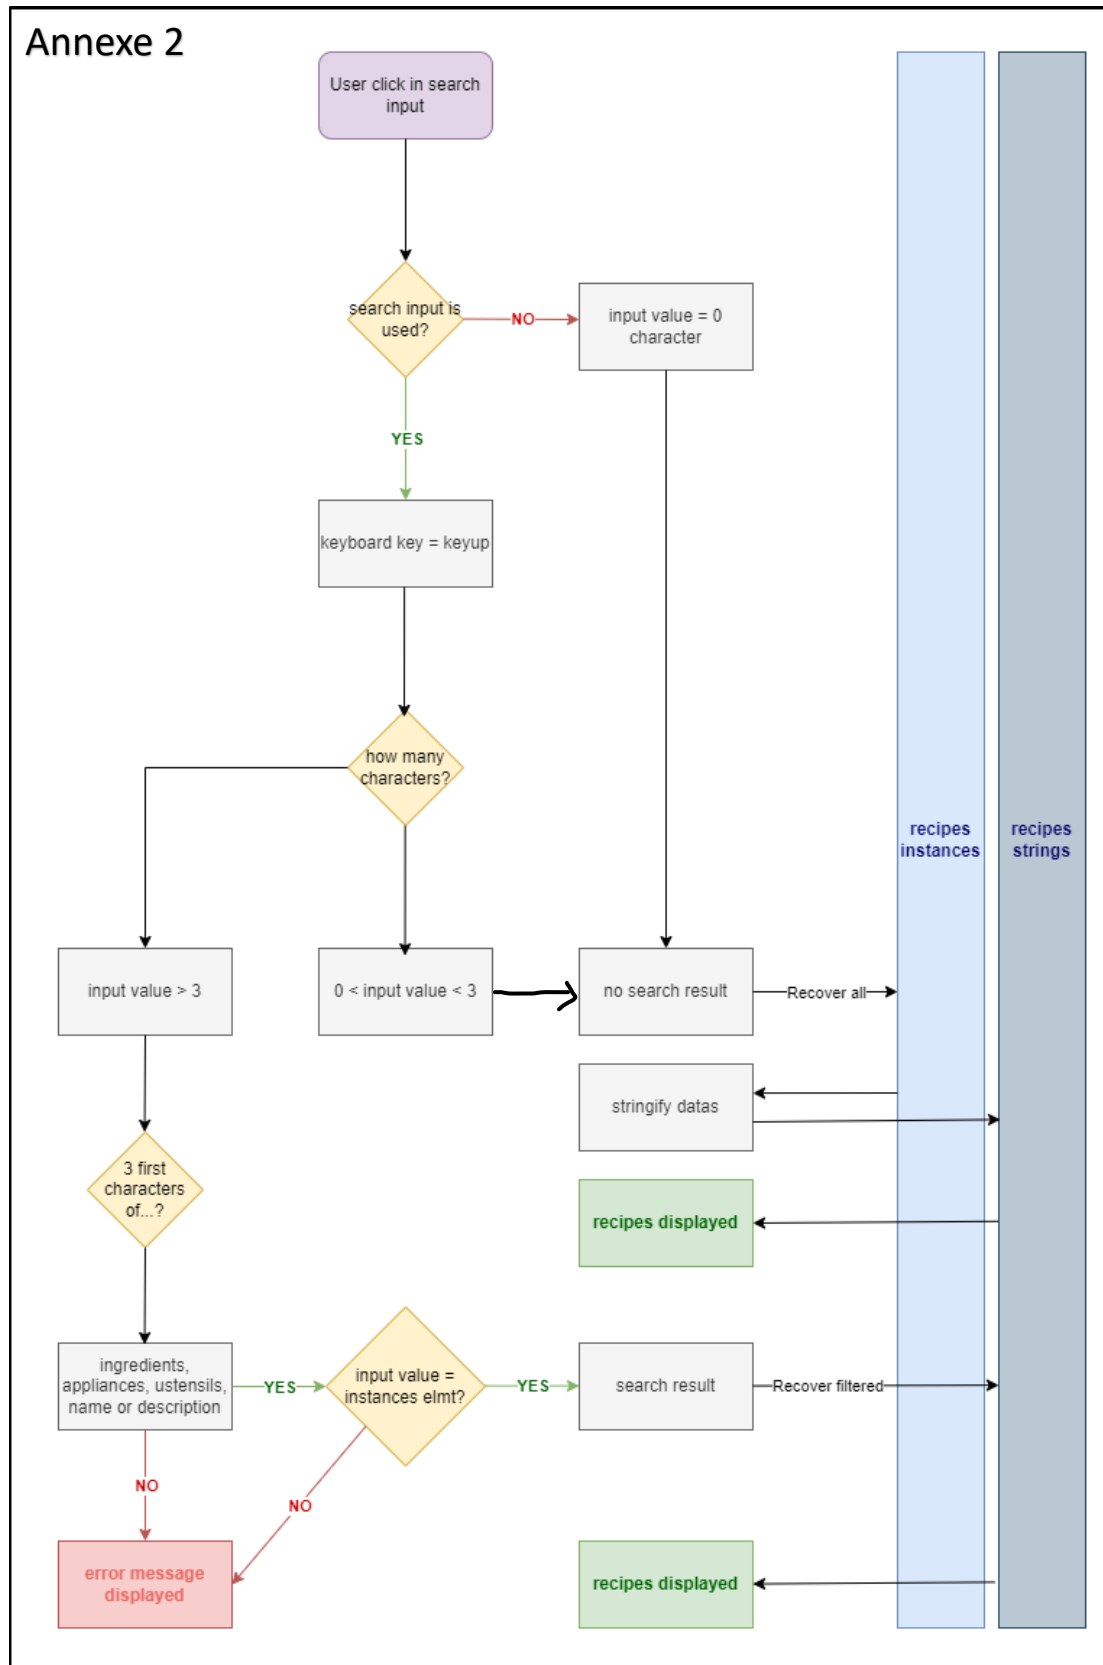 Annexe 2
User click in search
input
search input is
used?
NO
input value = 0
character
YES
keyboard key = keyup
how many
characters?
recipes
instances
recipes
strings
input value > 3
0 < input value < 3
no search result
Recover all
stringify datas
3 first
characters
of...?
recipes displayed
ingredients,
appliances, ustensils,
name or description
YES
input value =
instances elmt?
YES
search result
Recover filtered
NO
NO
error message
displayed
recipes displayed